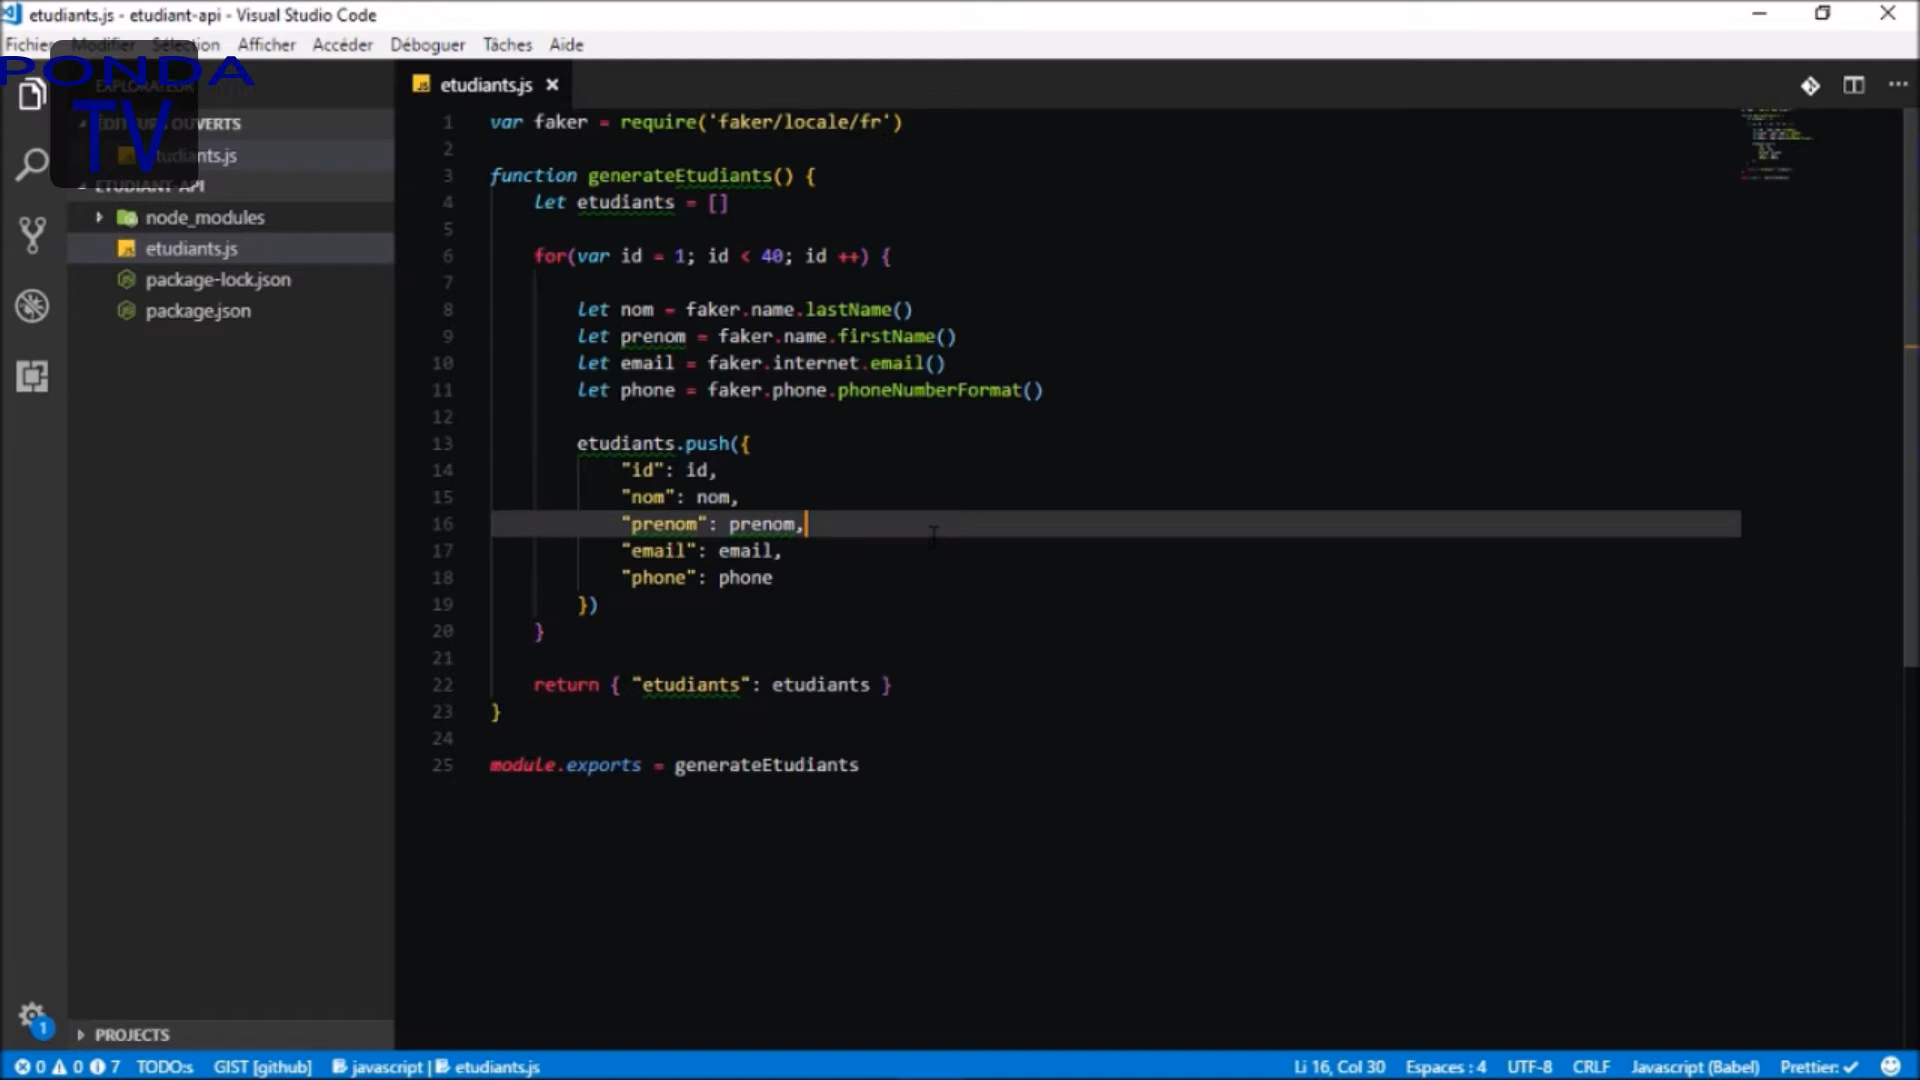 etudiants.js - etudiant-api - Visual Studio Code
Fichier Modifier Sélection Afficher Accéder Déboguer Tâches Aide
PONDA
TV
EXPLORATEUR
ÉDITEURS OUVERTS
etudiants.js
ETUDIANT-API
node_modules
etudiants.js
package-lock.json
package.json
PROJECTS
1
etudiants.js
1 var faker = require('faker/locale/fr')
2
3 function generateEtudiants() {
4 let etudiants = []
5
6 for(var id = 1; id < 40; id ++) {
7
8 let nom = faker.name.lastName()
9 let prenom = faker.name.firstName()
10 let email = faker.internet.email()
11 let phone = faker.phone.phoneNumberFormat()
12
13 etudiants.push({
14 "id": id,
15 "nom": nom,
16 "prenom": prenom,
17 "email": email,
18 "phone": phone
19 })
20 }
21
22 return { "etudiants": etudiants }
23 }
24
25 module.exports = generateEtudiants
0 0 7 TODO:s GIST [github] javascript | etudiants.js Li 16, Col 30 Espaces : 4 UTF-8 CRLF Javascript (Babel) Prettier: ✓